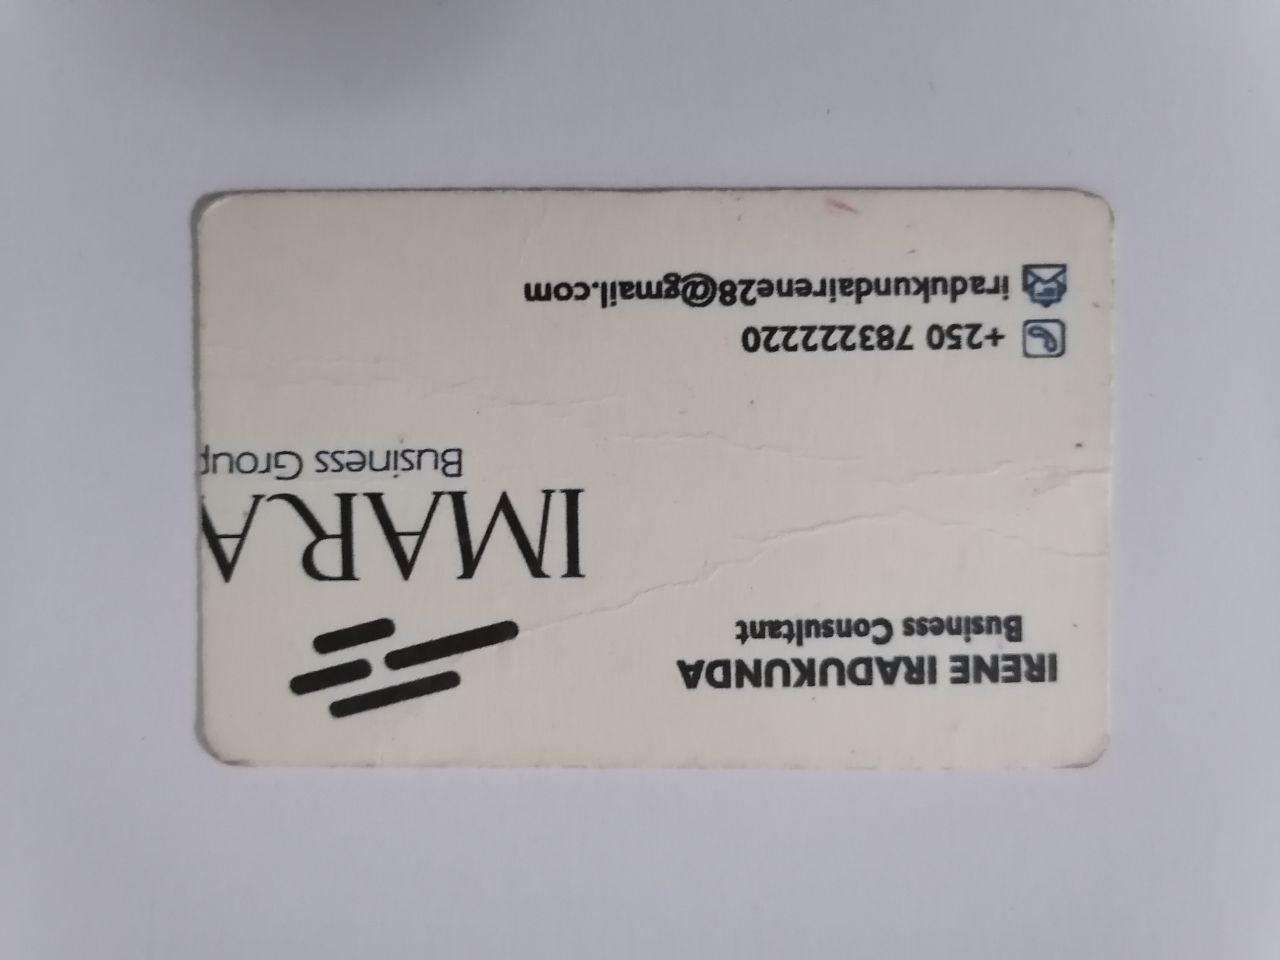 IRENE IRADUKUNDA
Business Consultant
IMARA
Business Group
+250 783222220
iradukundairene28@gmail.com